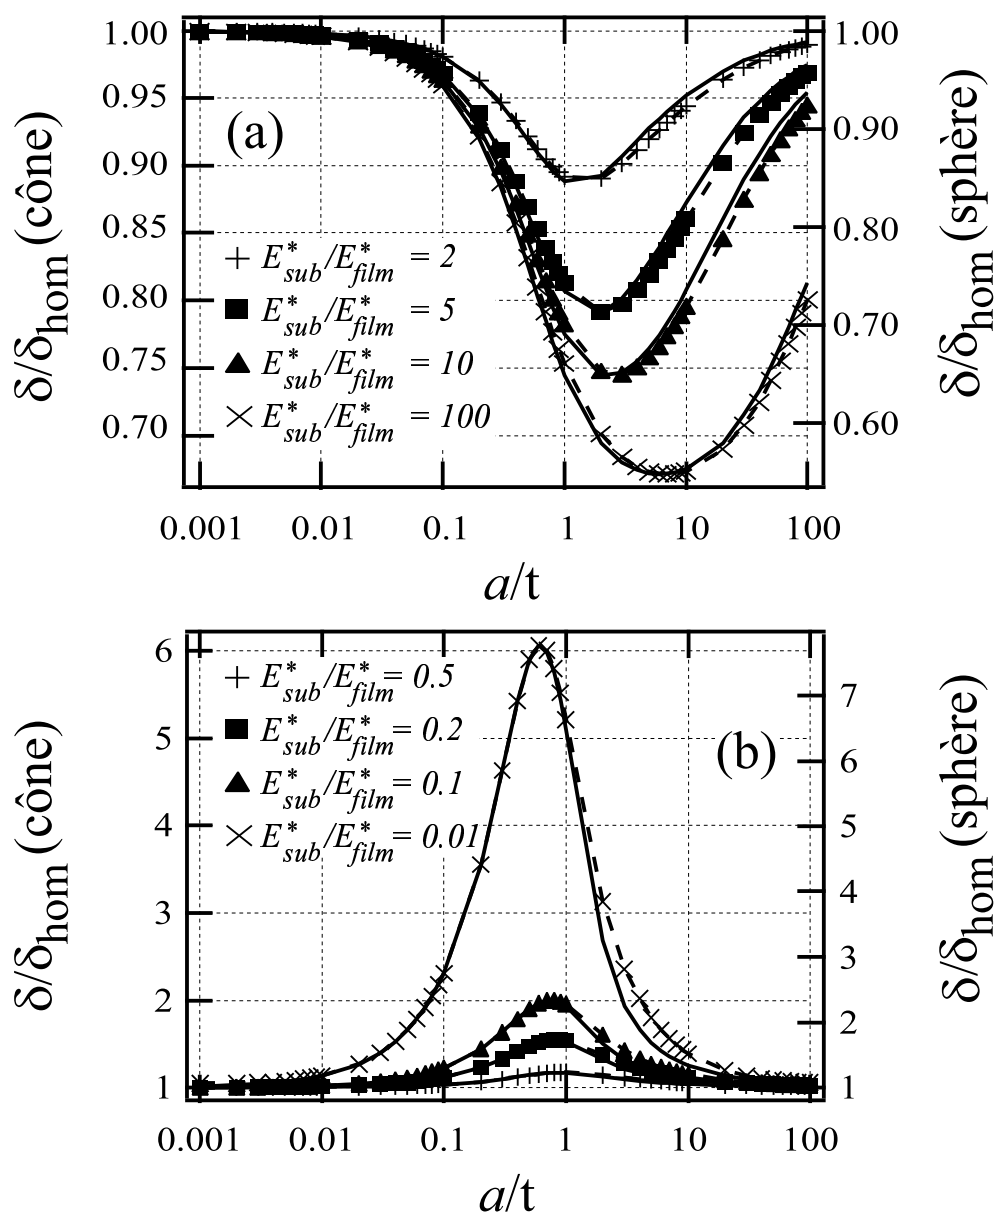 (a)
δ/δhom (cône)
1.00
0.95
0.90
0.85
0.80
0.75
0.70
δ/δhom (sphère)
1.00
0.90
0.80
0.70
0.60
E*sub/E*film = 2
E*sub/E*film = 5
E*sub/E*film = 10
E*sub/E*film = 100
0.001 0.01 0.1 1 10 100
a/t
(b)
δ/δhom (cône)
6
5
4
3
2
1
δ/δhom (sphère)
7
6
5
4
3
2
1
E*sub/E*film = 0.5
E*sub/E*film = 0.2
E*sub/E*film = 0.1
E*sub/E*film = 0.01
0.001 0.01 0.1 1 10 100
a/t